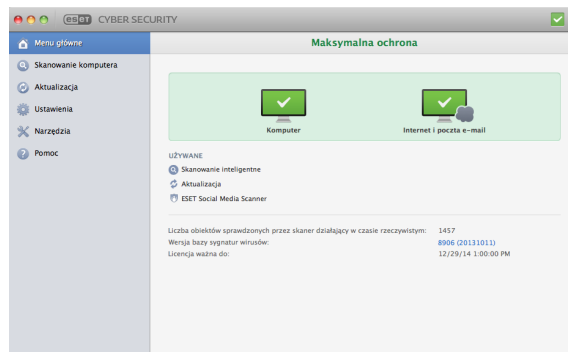 eset CYBER SECURITY
Menu główne
Skanowanie komputera
Aktualizacja
Ustawienia
Narzędzia
Pomoc
Maksymalna ochrona
Komputer
Internet i poczta e-mail
UŻYWANE
Skanowanie inteligentne
Aktualizacja
ESET Social Media Scanner
Liczba obiektów sprawdzonych przez skaner działający w czasie rzeczywistym: 1457
Wersja bazy sygnatur wirusów: 8906 (20131011)
Licencja ważna do: 12/29/14 1:00:00 PM